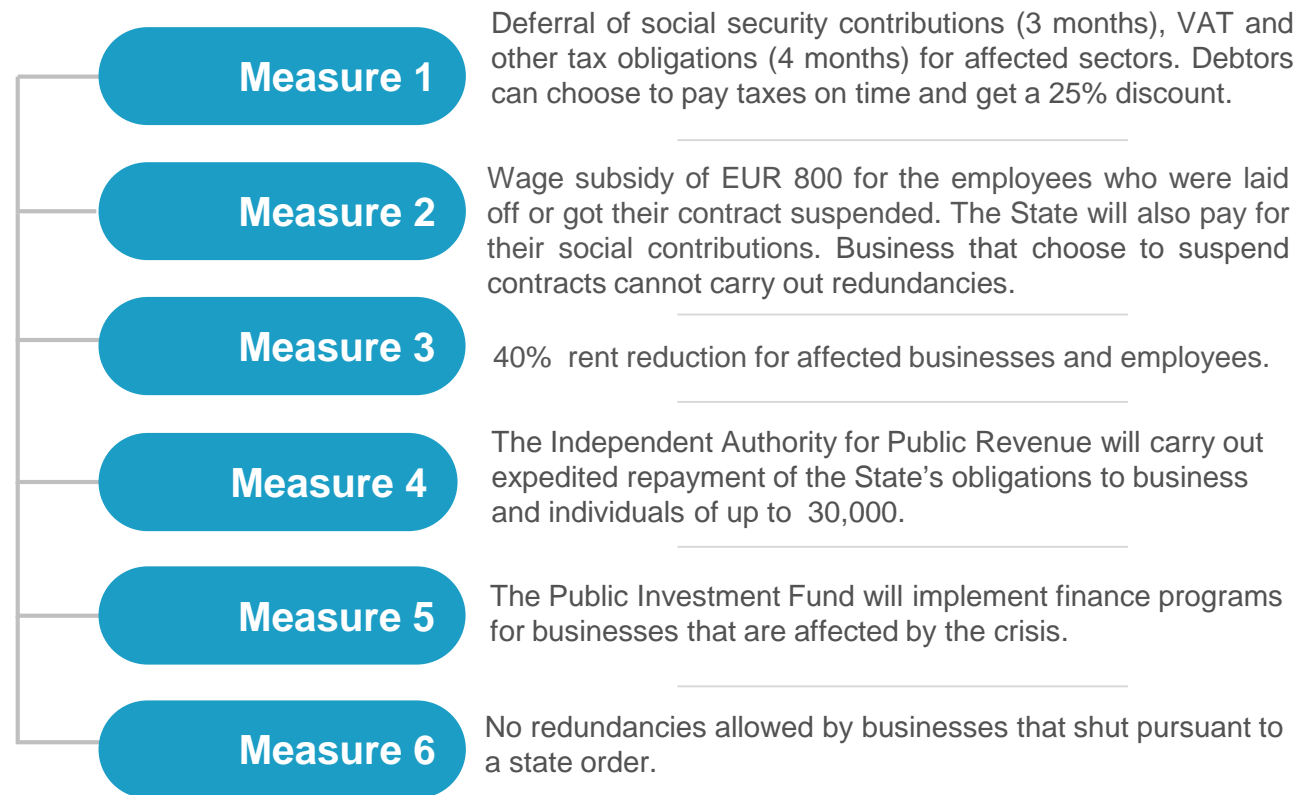 Measure 1
Deferral of social security contributions (3 months), VAT and
other tax obligations (4 months) for affected sectors. Debtors
can choose to pay taxes on time and get a 25% discount.
Measure 2
Wage subsidy of EUR 800 for the employees who were laid
off or got their contract suspended. The State will also pay for
their social contributions. Business that choose to suspend
contracts cannot carry out redundancies.
Measure 3
40% rent reduction for affected businesses and employees.
Measure 4
The Independent Authority for Public Revenue will carry out
expedited repayment of the State's obligations to business
and individuals of up to 30,000.
Measure 5
The Public Investment Fund will implement finance programs
for businesses that are affected by the crisis.
Measure 6
No redundancies allowed by businesses that shut pursuant to
a state order.